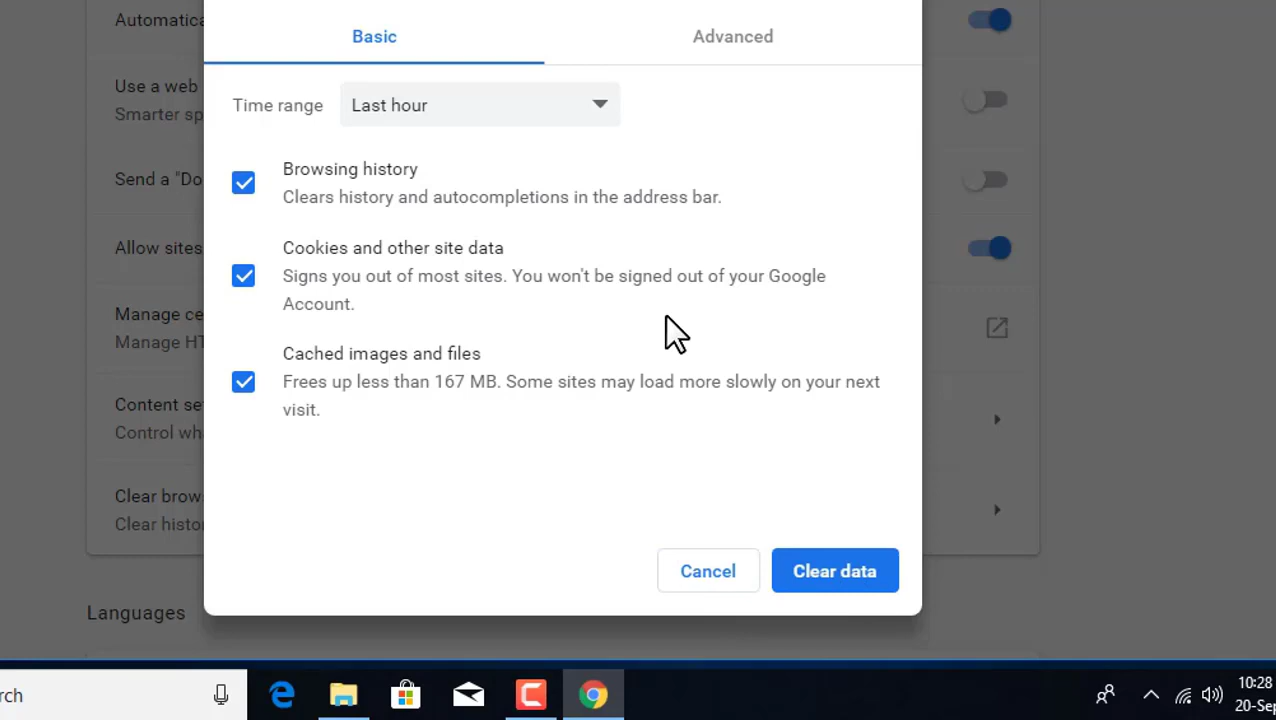 Automatica
Basic
Advanced
Use a web
Smarter sp
Time range
Last hour
Browsing history
Clears history and autocompletions in the address bar.
Send a "Do
Cookies and other site data
Signs you out of most sites. You won't be signed out of your Google
Account.
Allow sites
Manage ce
Manage HT
Cached images and files
Frees up less than 167 MB. Some sites may load more slowly on your next
visit.
Content se
Control wh
Clear brow
Clear histo
Cancel
Clear data
Languages
rch
10:28
20-Sep